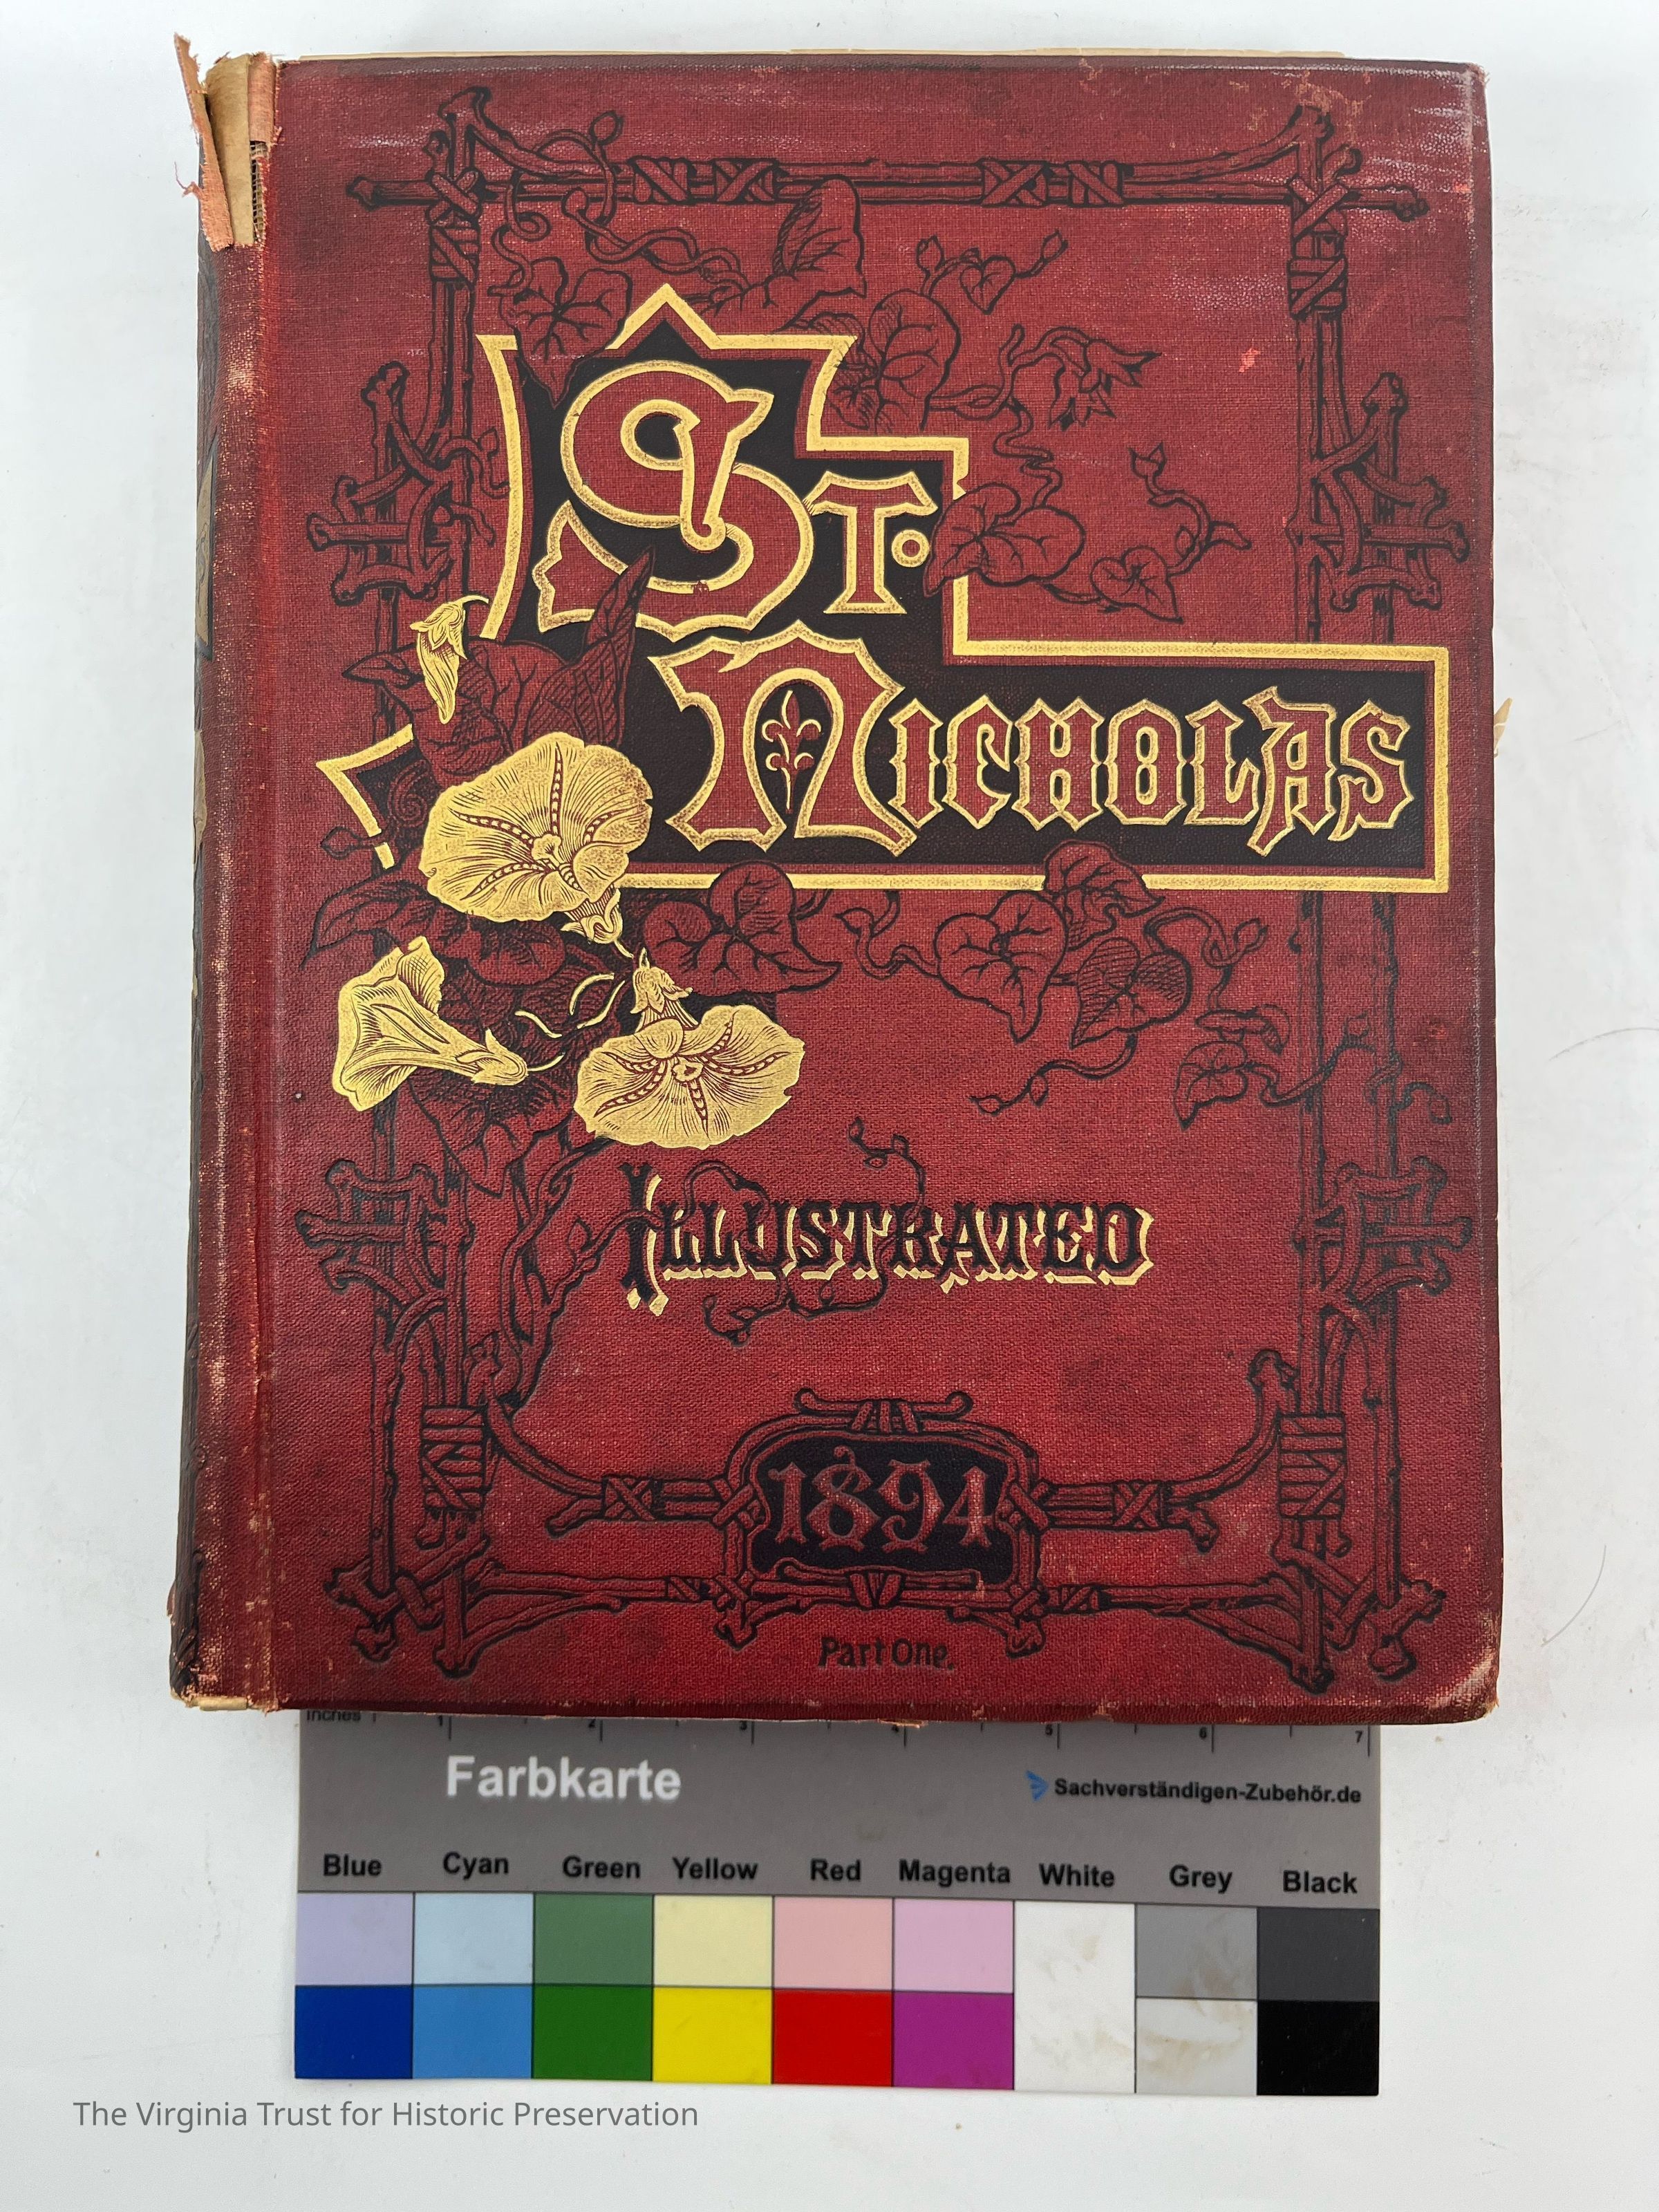 St.
Nicholas
Illustrated
1894
Part One.
Inches 1 2 3 4 5 6 7
Farbkarte
Sachverständigen-Zubehör.de
Blue Cyan Green Yellow Red Magenta White Grey Black
The Virginia Trust for Historic Preservation